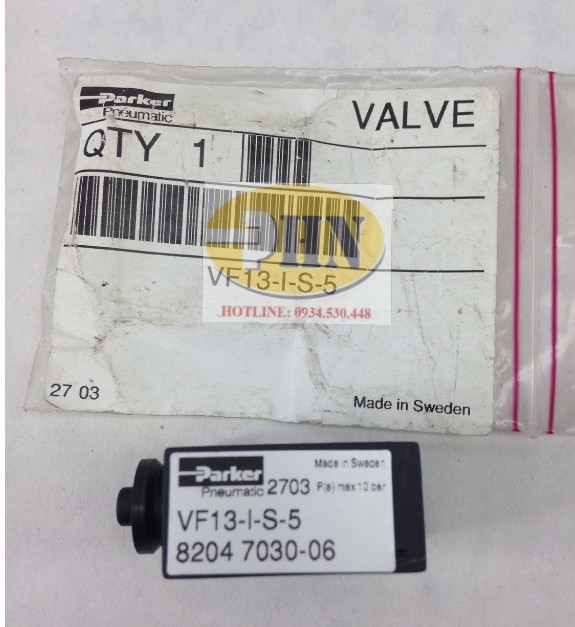 Parker
Pneumatic
VALVE
QTY 1
PHN
VF13-I-S-5
HOTLINE: 0934.530.448
27 03
Made in Sweden
Parker
Pneumatic 2703
Made in Sweden
P(e) max 10 bar
VF13-I-S-5
8204 7030-06